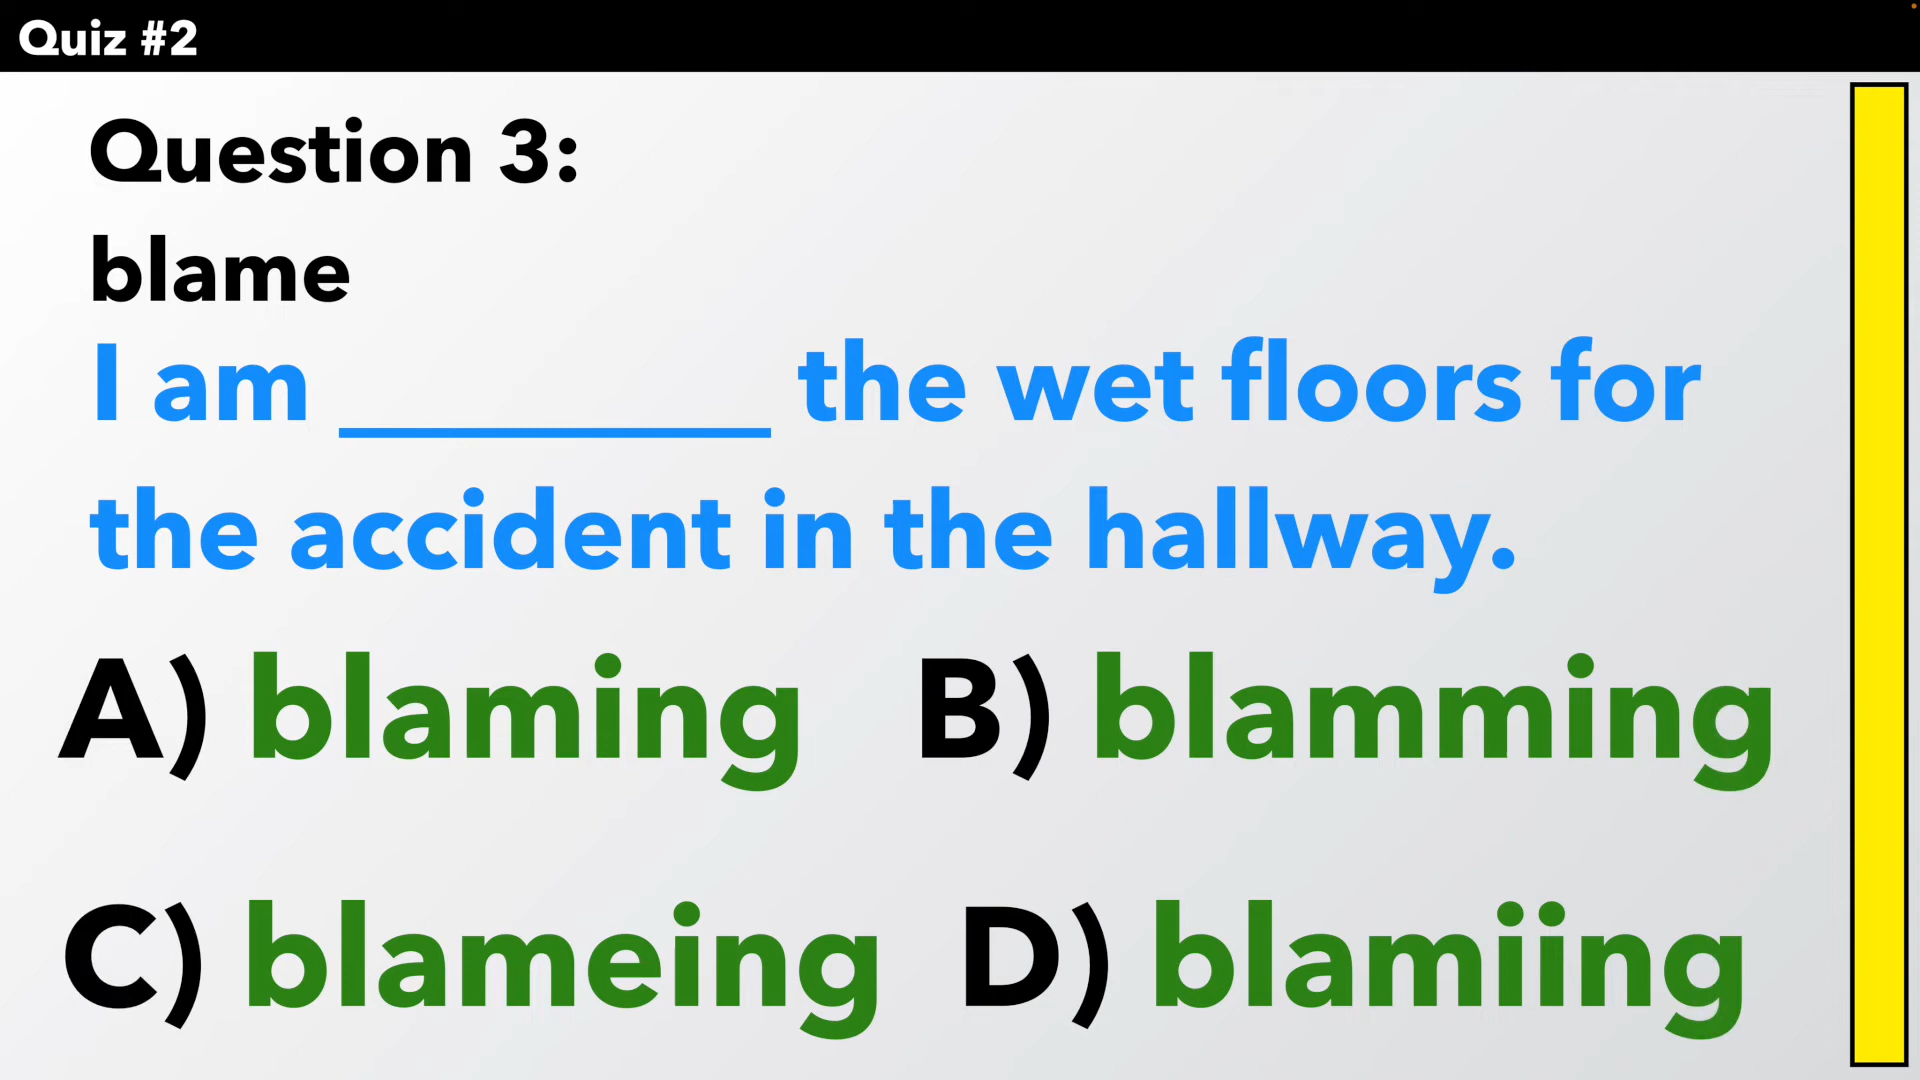 Quiz #2
Question 3:
blame
I am ________ the wet floors for
the accident in the hallway.
A) blaming B) blamming
C) blameing D) blamiing